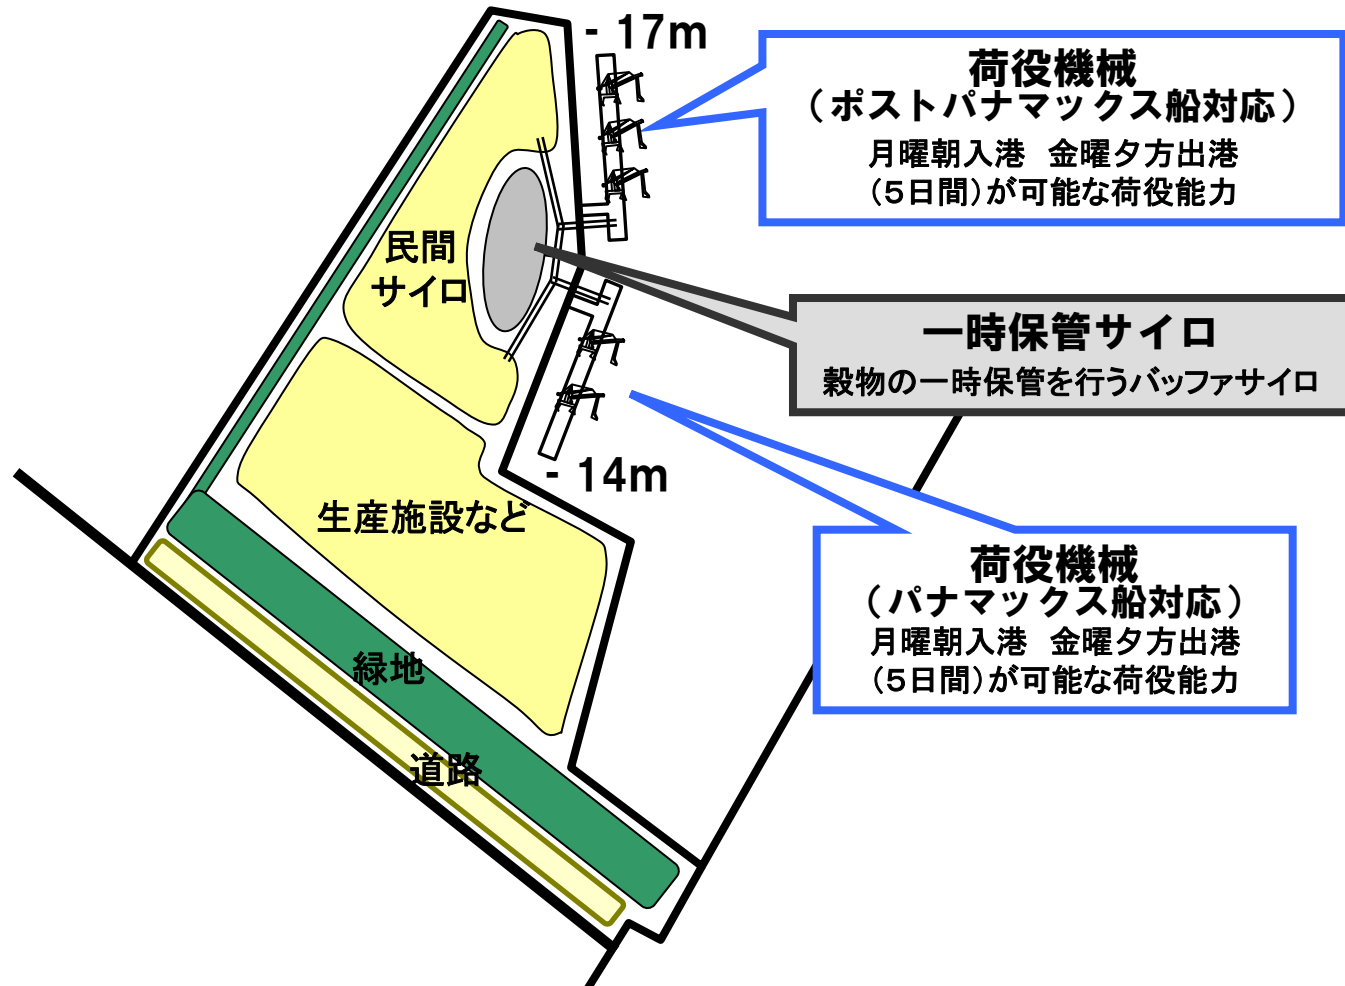 - 17m
荷役機械
（ポストパナマックス船対応）
月曜朝入港 金曜夕方出港
(5日間)が可能な荷役能力
民間
サイロ
一時保管サイロ
穀物の一時保管を行うバッファサイロ
- 14m
生産施設など
荷役機械
（パナマックス船対応）
月曜朝入港 金曜夕方出港
(5日間)が可能な荷役能力
緑地
道路